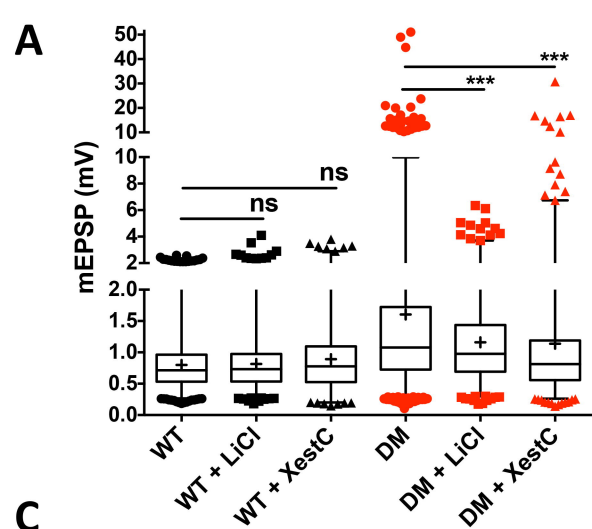 A
50
40
30
20
10
***
***
10
8
6
4
2
ns
ns
mEPSP (mV)
2.0
1.5
1.0
0.5
0.0
WT
WT + LiCl
WT + XestC
DM
DM + LiCl
DM + XestC
C